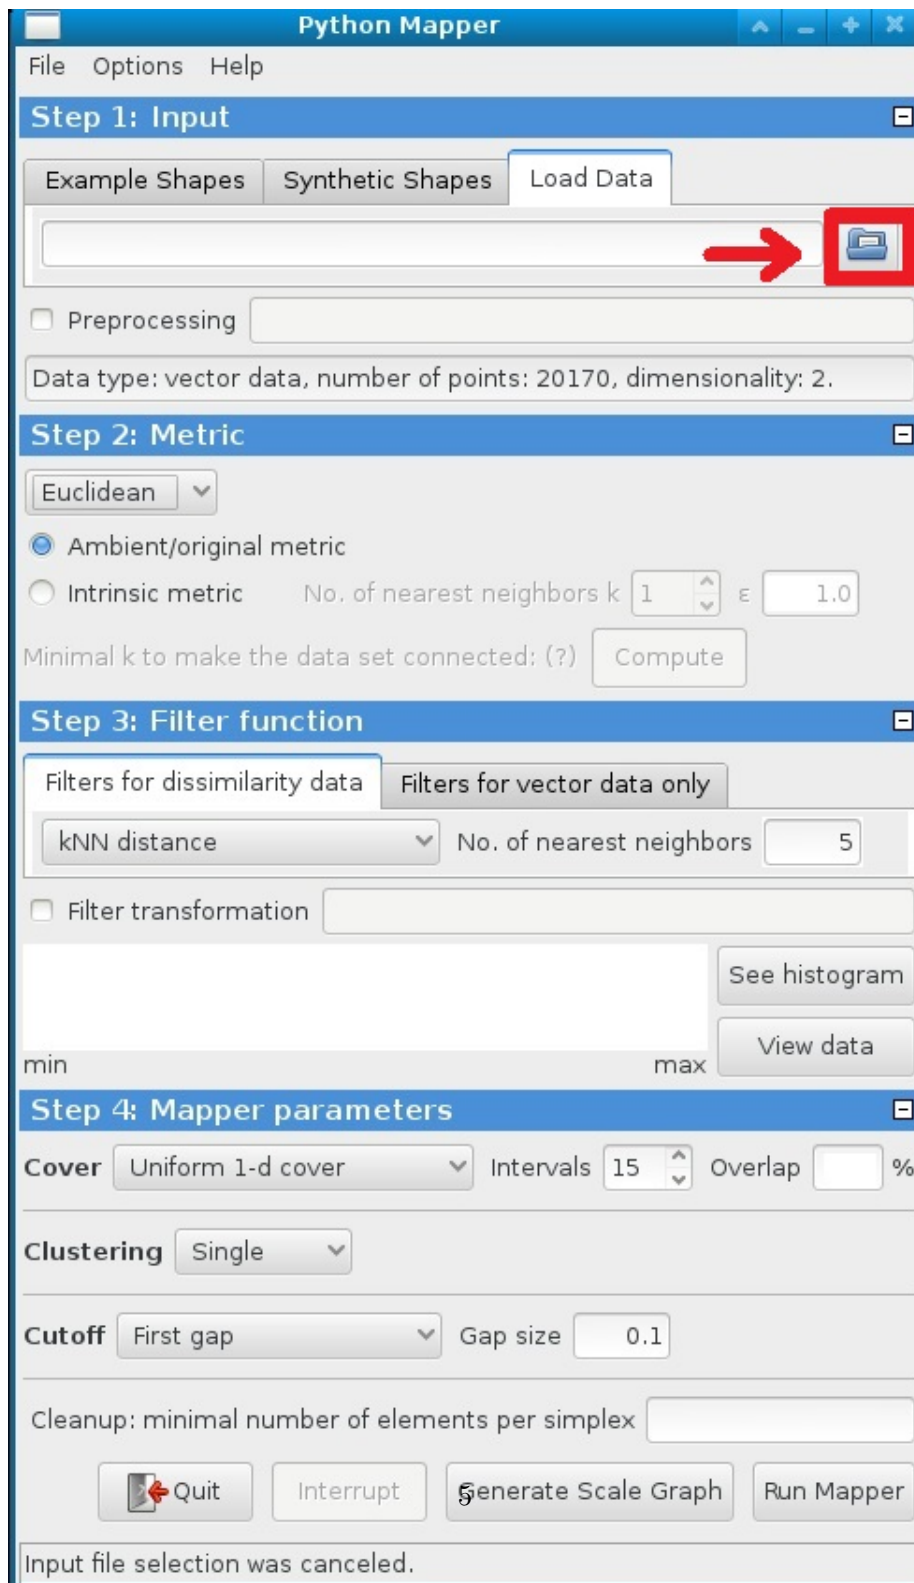 Python Mapper
File Options Help
Step 1: Input
Example Shapes Synthetic Shapes Load Data
Preprocessing
Data type: vector data, number of points: 20170, dimensionality: 2.
Step 2: Metric
Euclidean
Ambient/original metric
Intrinsic metric No. of nearest neighbors k 1 ε 1.0
Minimal k to make the data set connected: (?) Compute
Step 3: Filter function
Filters for dissimilarity data Filters for vector data only
kNN distance No. of nearest neighbors 5
Filter transformation
See histogram
View data
min max
Step 4: Mapper parameters
Cover Uniform 1-d cover Intervals 15 Overlap %
Clustering Single
Cutoff First gap Gap size 0.1
Cleanup: minimal number of elements per simplex
Quit Interrupt Generate Scale Graph Run Mapper
5
Input file selection was canceled.